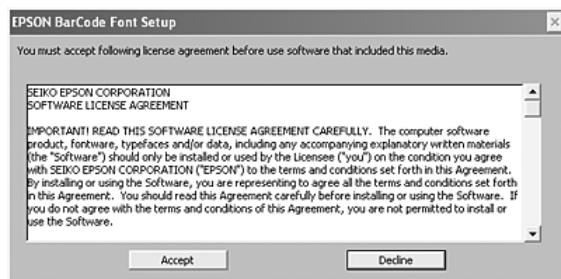 EPSON BarCode Font Setup
You must accept following license agreement before use software that included this media.
SEIKO EPSON CORPORATION
SOFTWARE LICENSE AGREEMENT
IMPORTANT! READ THIS SOFTWARE LICENSE AGREEMENT CAREFULLY. The computer software
product, fontware, typefaces and/or data, including any accompanying explanatory written materials
(the "Software") should only be installed or used by the Licensee ("you") on the condition you agree
with SEIKO EPSON CORPORATION ("EPSON") to the terms and conditions set forth in this Agreement.
By installing or using the Software, you are representing to agree all the terms and conditions set forth
in this Agreement. You should read this Agreement carefully before installing or using the Software. If
you do not agree with the terms and conditions of this Agreement, you are not permitted to install or
use the Software.
Accept
Decline